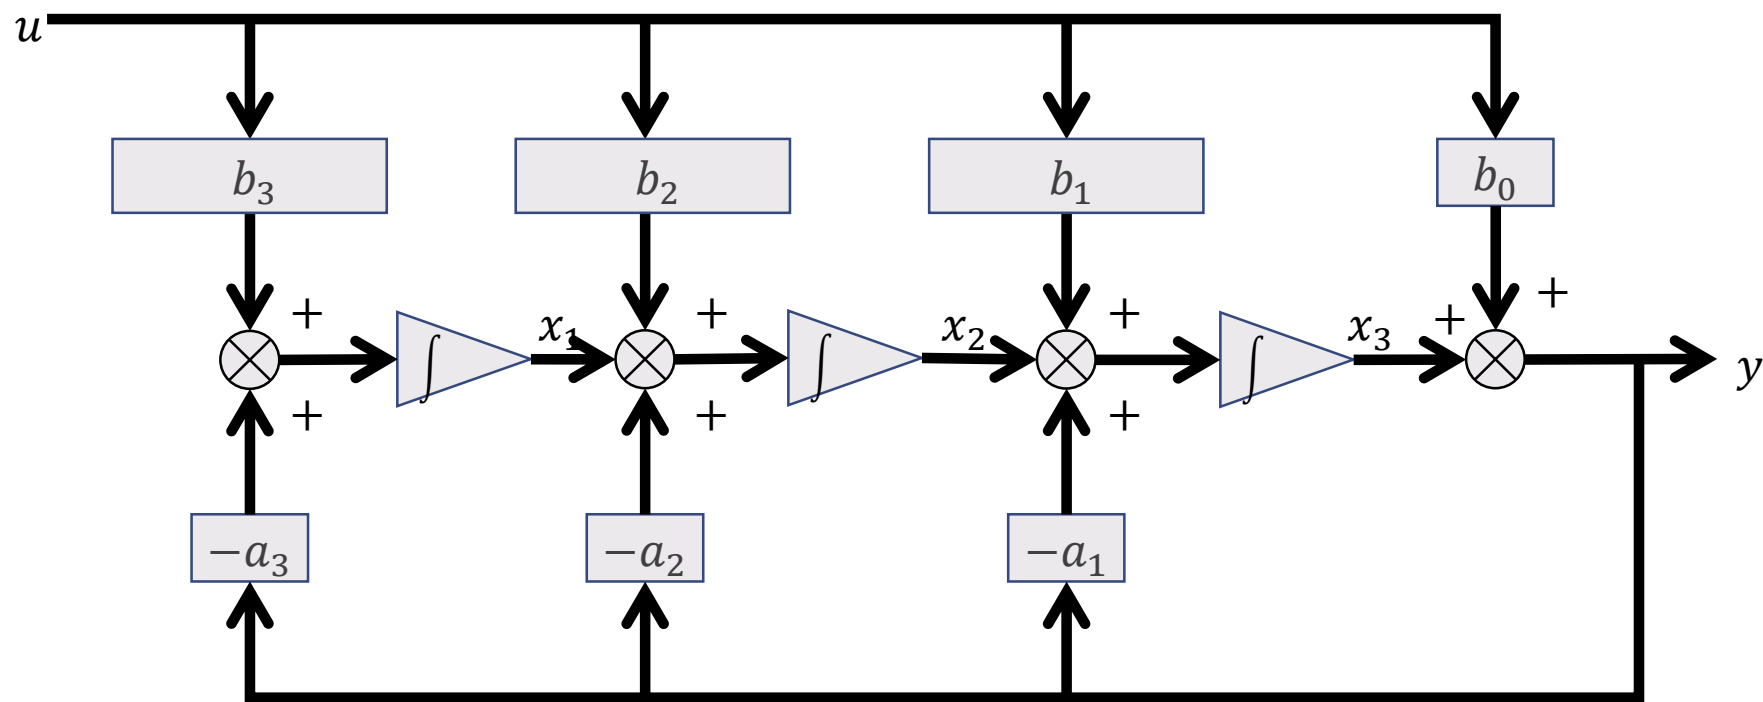 u
b₃ b₂ b₁ b₀
+ + + + +
∫ x₁ ∫ x₂ ∫ x₃ y
+ + +
−a₃ −a₂ −a₁